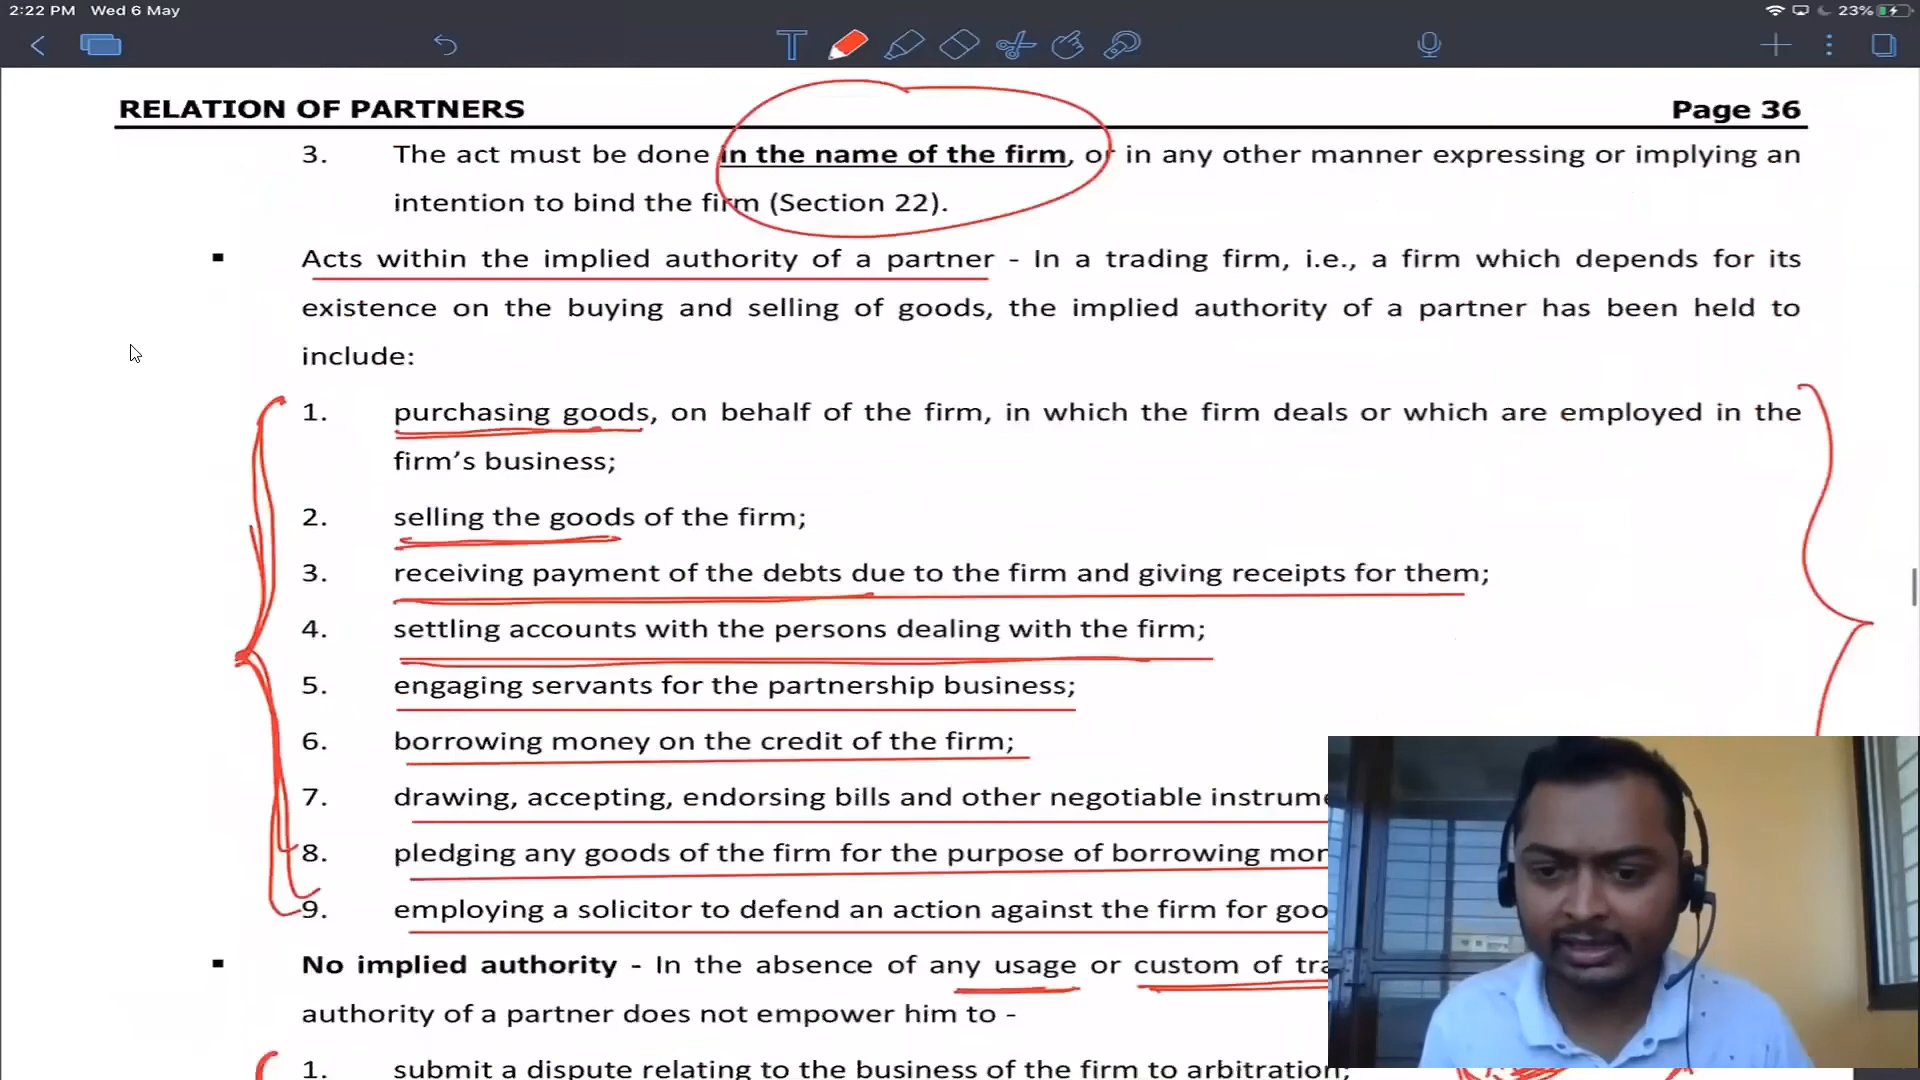 2:22 PM Wed 6 May
23%
RELATION OF PARTNERS Page 36
3. The act must be done in the name of the firm, or in any other manner expressing or implying an
intention to bind the firm (Section 22).
▪ Acts within the implied authority of a partner - In a trading firm, i.e., a firm which depends for its
existence on the buying and selling of goods, the implied authority of a partner has been held to
include:
1. purchasing goods, on behalf of the firm, in which the firm deals or which are employed in the
firm's business;
2. selling the goods of the firm;
3. receiving payment of the debts due to the firm and giving receipts for them;
4. settling accounts with the persons dealing with the firm;
5. engaging servants for the partnership business;
6. borrowing money on the credit of the firm;
7. drawing, accepting, endorsing bills and other negotiable
8. pledging any goods of the firm for the purpose of borrowing
9. employing a solicitor to defend an action against the firm for
▪ No implied authority - In the absence of any usage or custom of
authority of a partner does not empower him to -
1. submit a dispute relating to the business of the firm to arbitration;